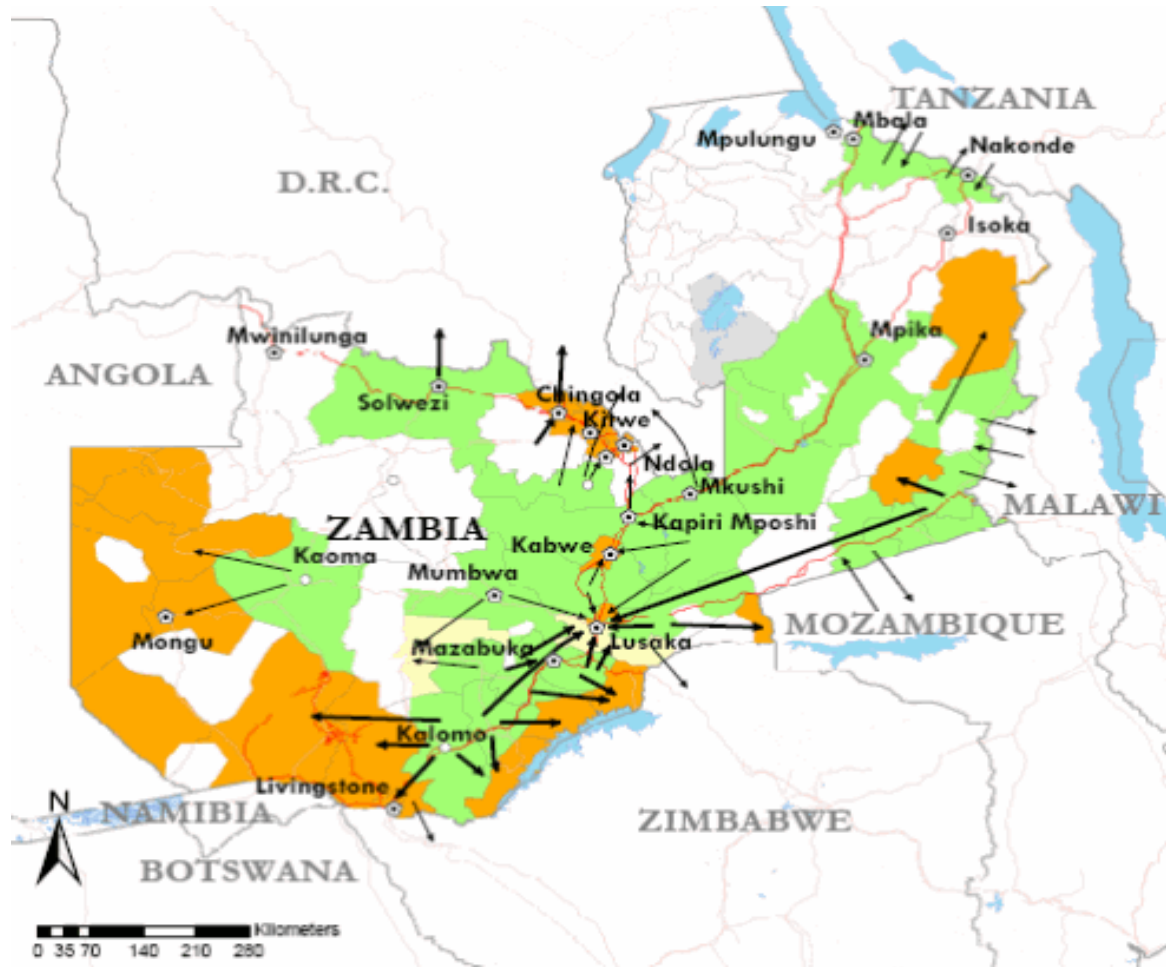 TANZANIA
Mbala
Mpulungu
Nakonde
D.R.C.
Isoka
Mwinilunga
Mpika
ANGOLA
Solwezi
Chingola
Kitwe
Ndola
Mkushi
MALAWI
ZAMBIA
Kapiri Mposhi
Kabwe
Kaoma
Mumbwa
MOZAMBIQUE
Mongu
Lusaka
Mazabuka
Kalomo
Livingstone
N
NAMIBIA
ZIMBABWE
BOTSWANA
Kilometers
0 35 70 140 210 280